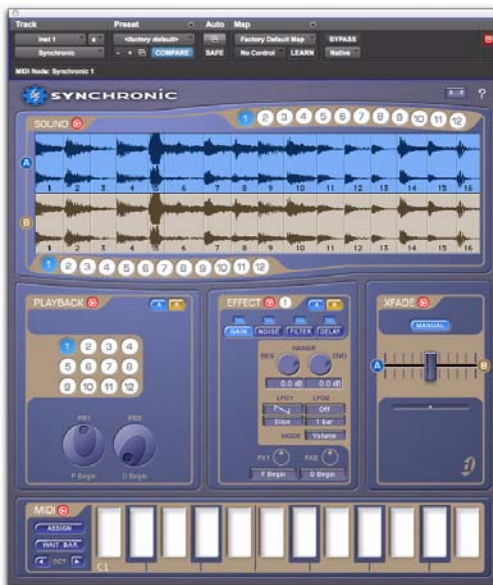 Track Preset Auto Map
Inst 1 a <factory default> Factory Default Map BYPASS
Synchronic - + COMPARE SAFE No Control LEARN Native
MIDI Node: Synchronic 1
SYNCHRONIC ?
SOUND 1 2 3 4 5 6 7 8 9 10 11 12
A
1 2 3 4 5 6 7 8 9 10 11 12 13 14 15 16
B
1 2 3 4 5 6 7 8 9 10 11 12 13 14 15 16
1 2 3 4 5 6 7 8 9 10 11 12
PLAYBACK A B
1 2 3 4
5 6 7 8
9 10 11 12
PB1 PB2
P Begin O Begin
EFFECT 1 A B
GAIN NOISE FILTER DELAY
RANGE
BEG END
0.0 dB 0.0 dB
LFO1 LFO2
Off
Slice 1 bar
MODE Volume
FX1 FX2
F Begin D Begin
XFADE
MANUAL
A B
MIDI
ASSIGN
WAIT BAR
OCT
C1